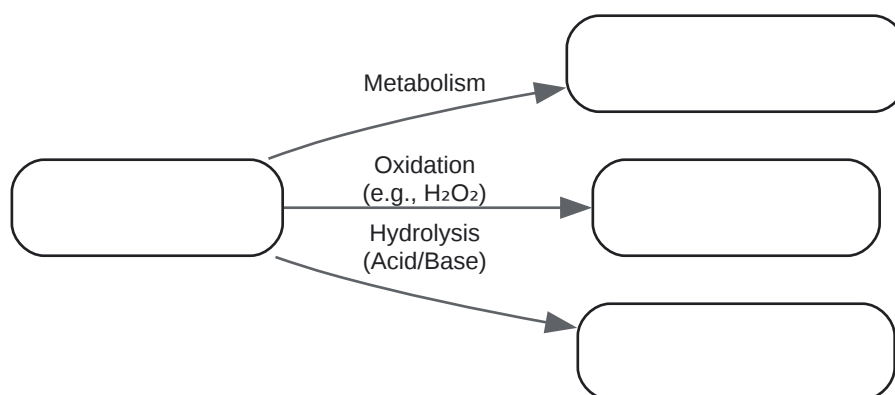 Metabolism
Oxidation
(e.g., H₂O₂)
Hydrolysis
(Acid/Base)